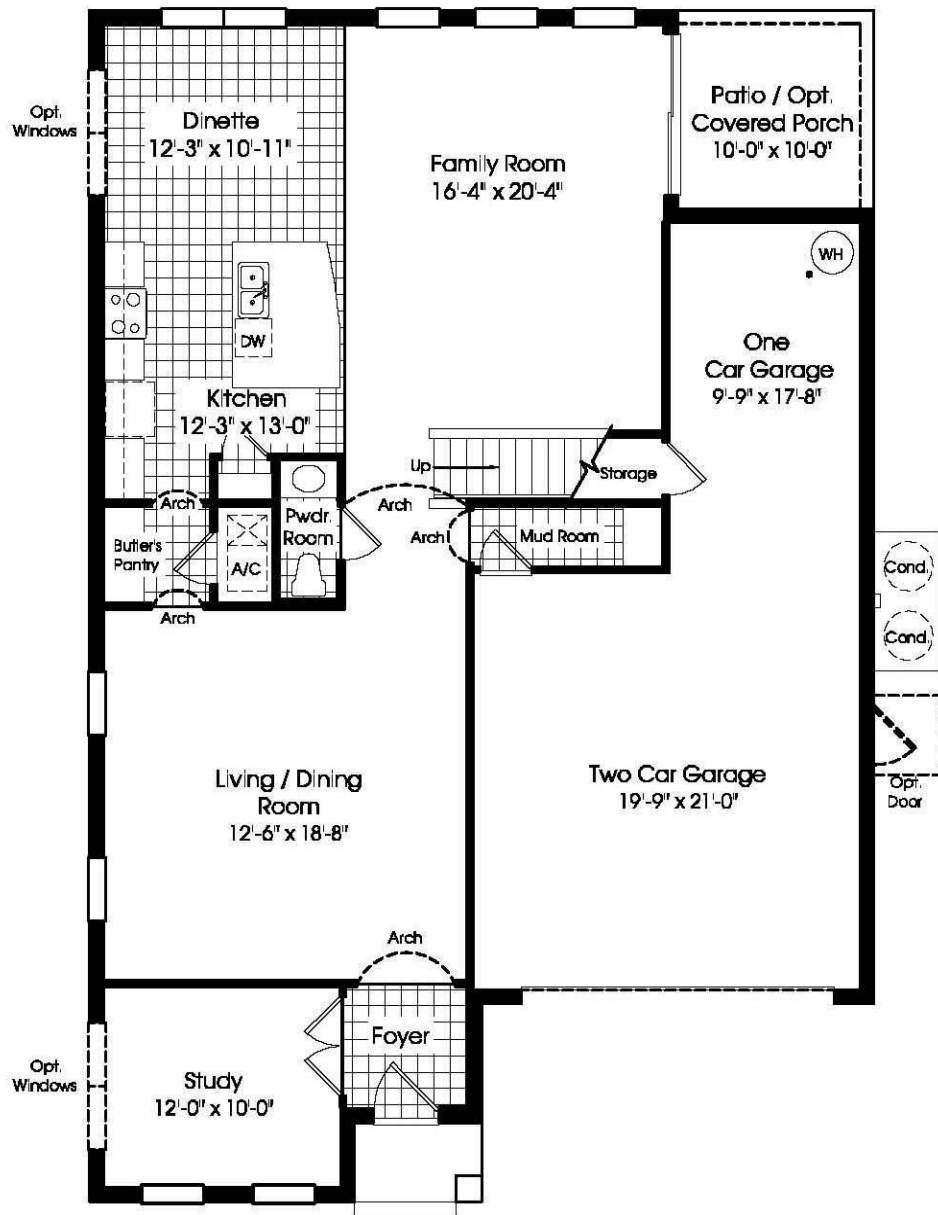 Opt.
Windows
Dinette
12'-3" x 10'-11"
Family Room
16'-4" x 20'-4"
Patio / Opt.
Covered Porch
10'-0" x 10'-0"
WH
DW
One
Car Garage
9'-9" x 17'-8"
Kitchen
12'-3" x 13'-0"
Up
Storage
Arch
Arch
Arch
Pwdr.
Room
Mud Room
Butler's
Pantry
A/C
Arch
Cond.
Cond.
Opt.
Door
Living / Dining
Room
12'-6" x 18'-8"
Two Car Garage
19'-9" x 21'-0"
Arch
Foyer
Opt.
Windows
Study
12'-0" x 10'-0"